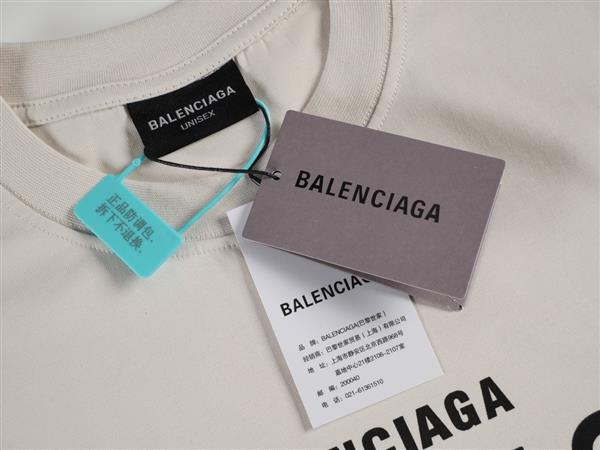 BALENCIAGA
UNISEX
正品防调包.
拆下不退换.
BALENCIAGA
BALENCIAGA
品 牌：BALENCIAGA(巴黎世家)
经销商：巴黎世家贸易（上海）有限公司
地 址：上海市静安区北京西路968号
嘉地中心21楼2106-2107室
邮 编：200040
电 话：021-61361510
BALENCIAGA